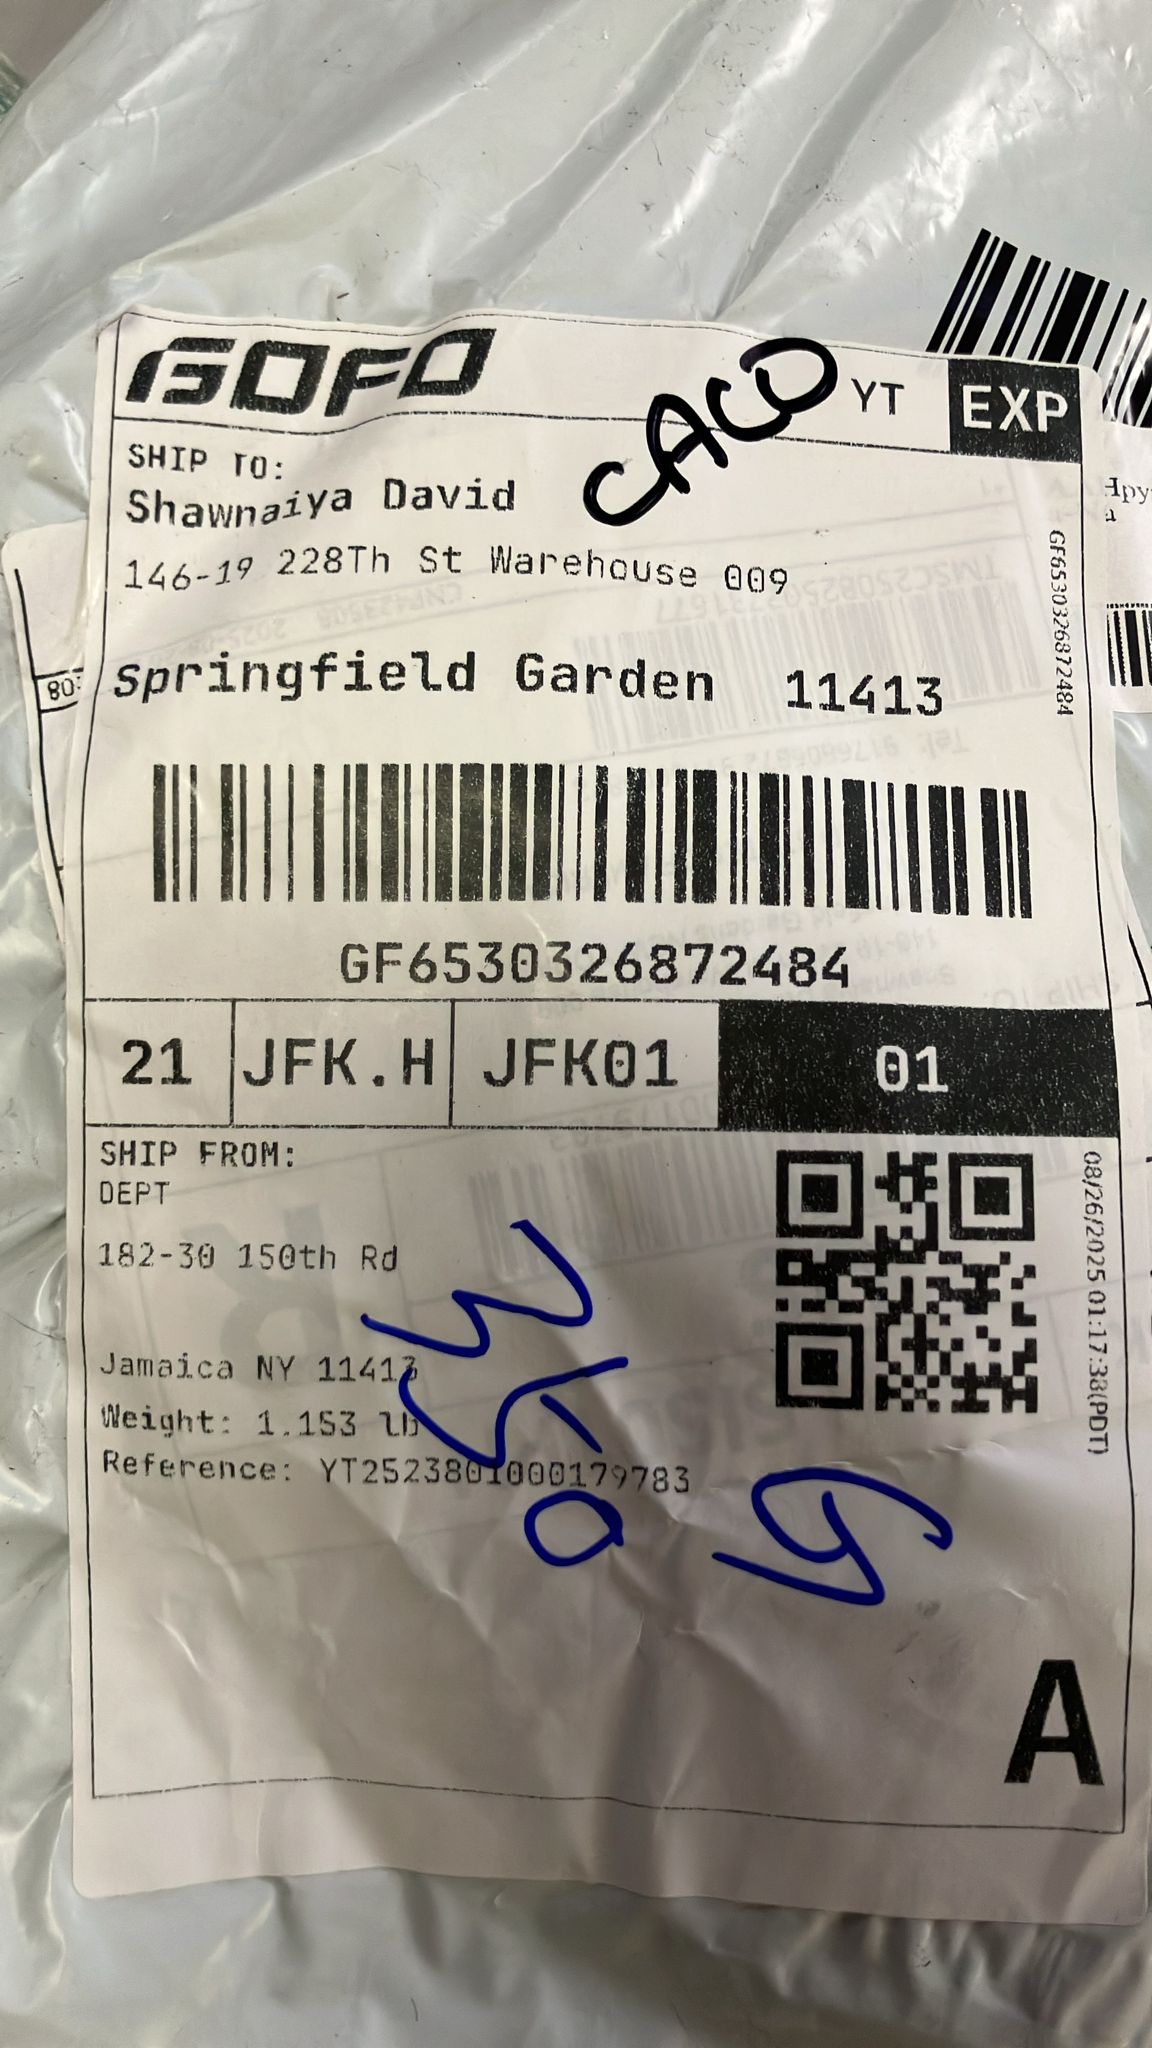 GOFO
CACO
YT
EXP
SHIP TO:
Shawnaiya David
146-19 228Th St Warehouse 009
Springfield Garden 11413
GF6530326872484
GF6530326872484
21 JFK.H JFK01 01
SHIP FROM:
DEPT
182-30 150th Rd
Jamaica NY 11413
Weight: 1.153 lb
Reference: YT2523801000179783
08/26/2025 01:17:38(PDT)
A